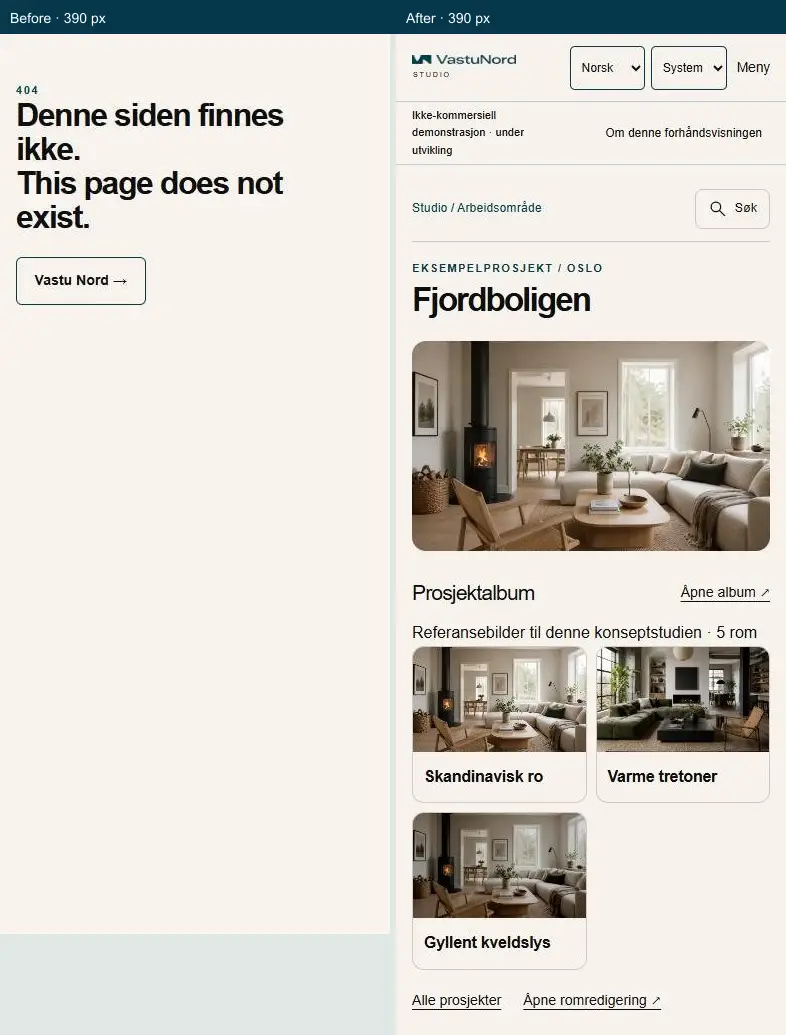 Before · 390 px
404
Denne siden finnes
ikke.
This page does not
exist.
Vastu Nord →
After · 390 px
VastuNord
STUDIO
Norsk
System
Meny
Ikke-kommersiell
demonstrasjon · under
utvikling
Om denne forhåndsvisningen
Studio / Arbeidsområde
Søk
EKSEMPELPROSJEKT / OSLO
Fjordboligen
Prosjektalbum
Åpne album ↗
Referansebilder til denne konseptstudien · 5 rom
Skandinavisk ro
Varme tretoner
Gyllent kveldslys
Alle prosjekter
Åpne romredigering ↗